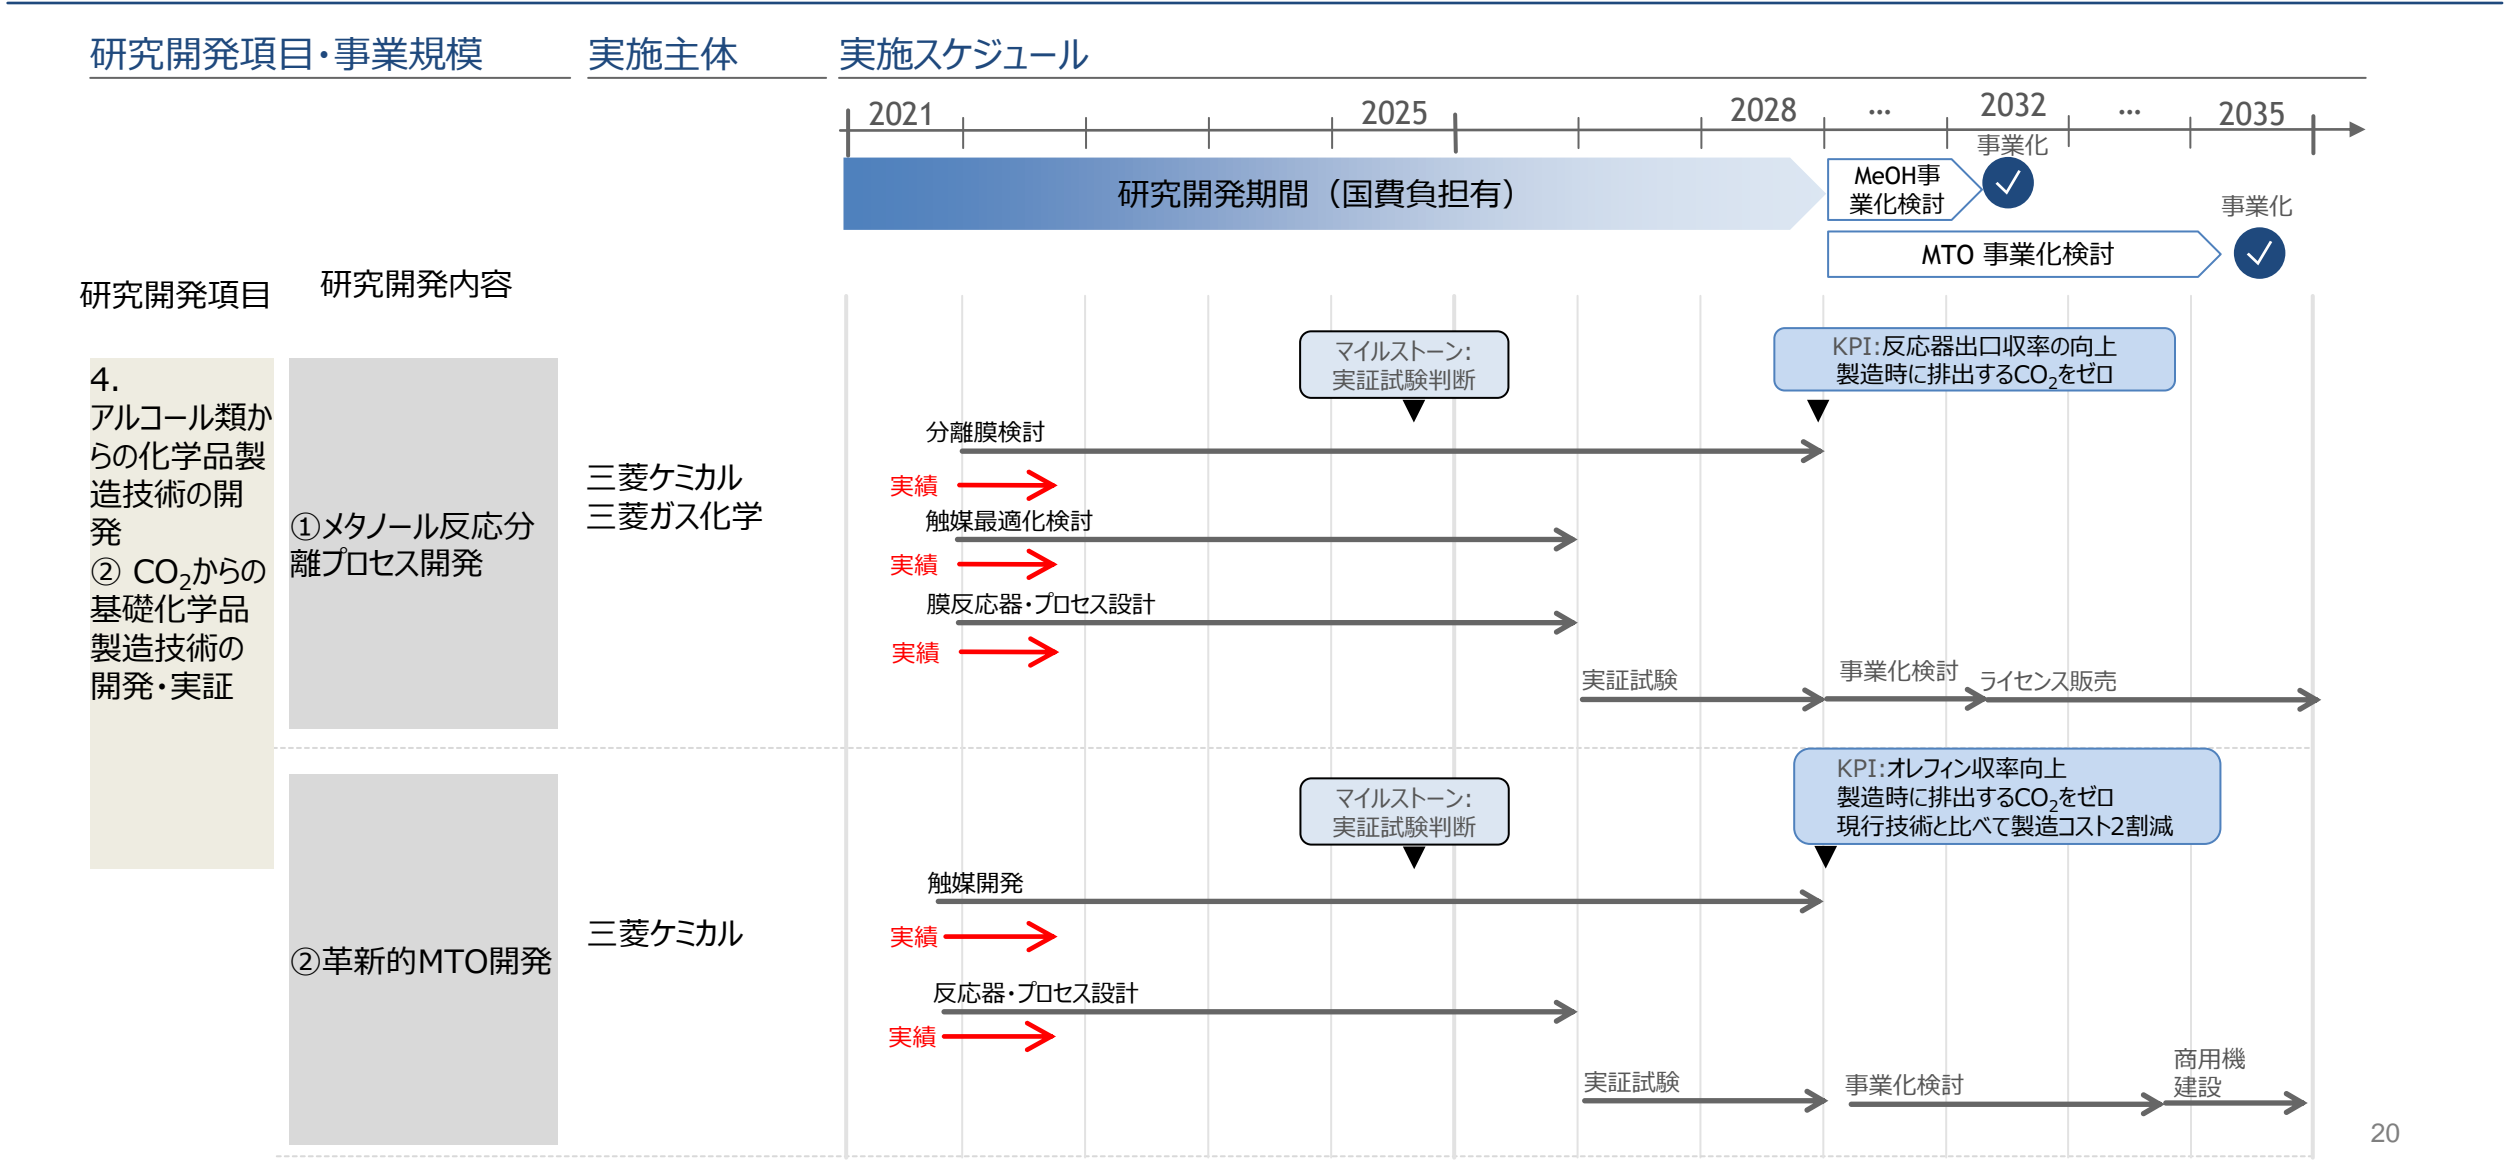 研究開発項目・事業規模
実施主体
実施スケジュール
2021
2025
2028
...
2032
...
2035
事業化
研究開発期間（国費負担有）
MeOH事
業化検討
事業化
MTO 事業化検討
研究開発項目
研究開発内容
4.
アルコール類か
らの化学品製
造技術の開
発
② CO₂からの
基礎化学品
製造技術の
開発・実証
①メタノール反応分
離プロセス開発
三菱ケミカル
三菱ガス化学
マイルストーン:
実証試験判断
KPI:反応器出口収率の向上
製造時に排出するCO₂をゼロ
分離膜検討
実績
触媒最適化検討
実績
膜反応器・プロセス設計
実績
実証試験
事業化検討
ライセンス販売
②革新的MTO開発
三菱ケミカル
マイルストーン:
実証試験判断
KPI:オレフィン収率向上
製造時に排出するCO₂をゼロ
現行技術と比べて製造コスト2割減
触媒開発
実績
反応器・プロセス設計
実績
実証試験
事業化検討
商用機
建設
20